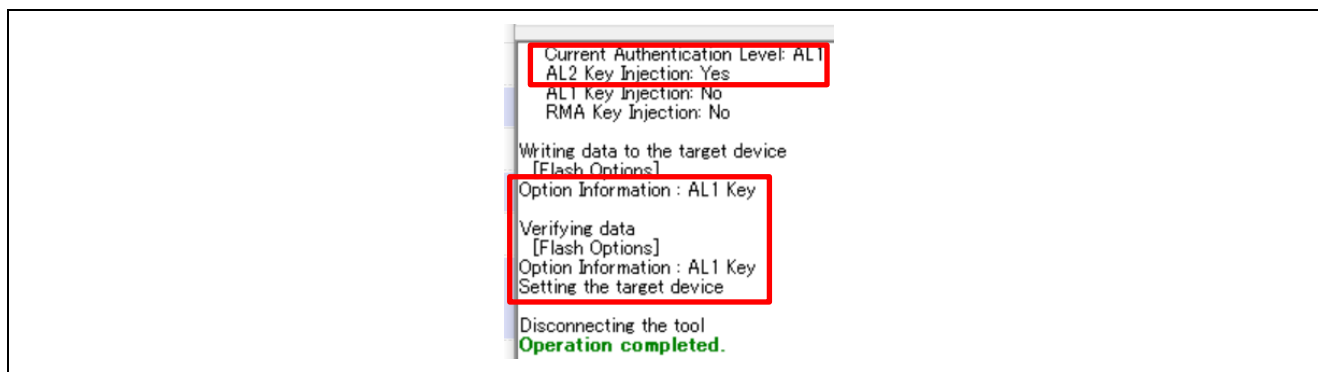 Current Authentication Level: AL1
AL2 Key Injection: Yes
AL1 Key Injection: No
RMA Key Injection: No
Writing data to the target device
[Flash Options]
Option Information : AL1 Key
Verifying data
[Flash Options]
Option Information : AL1 Key
Setting the target device
Disconnecting the tool
Operation completed.